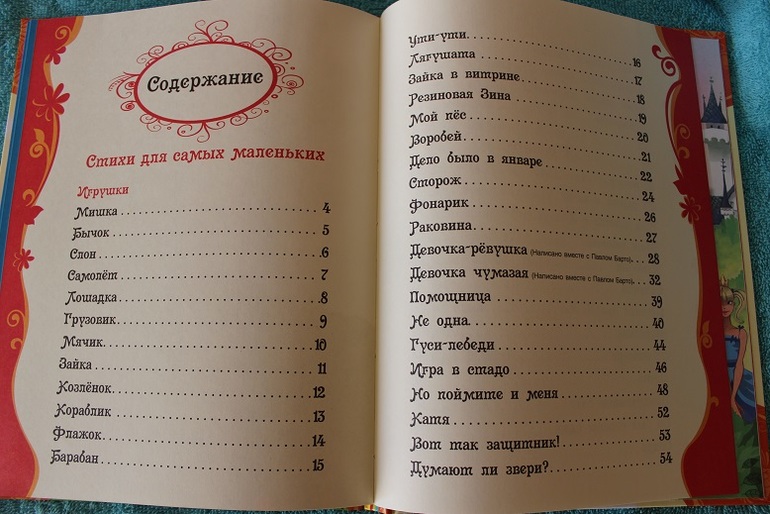 Содержание
Стихи для самых маленьких
Игрушки
Мишка 4
Бычок 5
Слон 6
Самолёт 7
Лошадка 8
Грузовик 9
Мячик 10
Зайка 11
Козлёнок 12
Кораблик 13
Флажок 14
Барабан 15
Ути-ути 16
Лягушата 17
Зайка в витрине 18
Резиновая Зина 19
Мой пёс 20
Воробей 21
Дело было в январе 22
Сторож 24
Фонарик 26
Раковина 27
Девочка-рёвушка (Написано вместе с Павлом Барто) 28
Девочка чумазая (Написано вместе с Павлом Барто) 32
Помощница 39
Не одна 40
Гуси-лебеди 44
Игра в стадо 46
Но поймите и меня 48
Катя 52
Вот так защитник! 53
Думают ли звери? 54